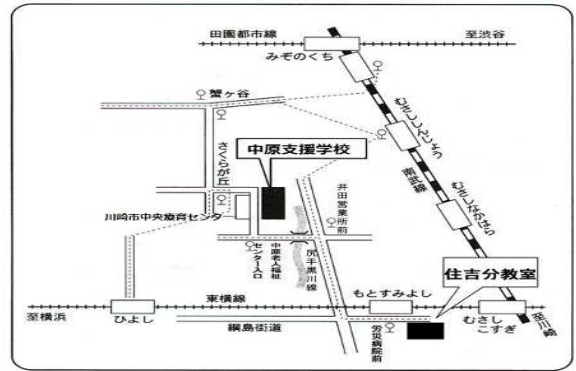 田園都市線
至渋谷
みぞのくち
蟹ヶ谷
むさししんじょう
さくらが丘
中原支援学校
南武線
井田営業所前
むさしなかはら
川崎市中央療育センタ
中原老人福祉
センター入口
尻手黒川線
住吉分教室
東横線
もとすみよし
至横浜
ひよし
綱島街道
労災病院前
むさし
こすぎ
至川崎